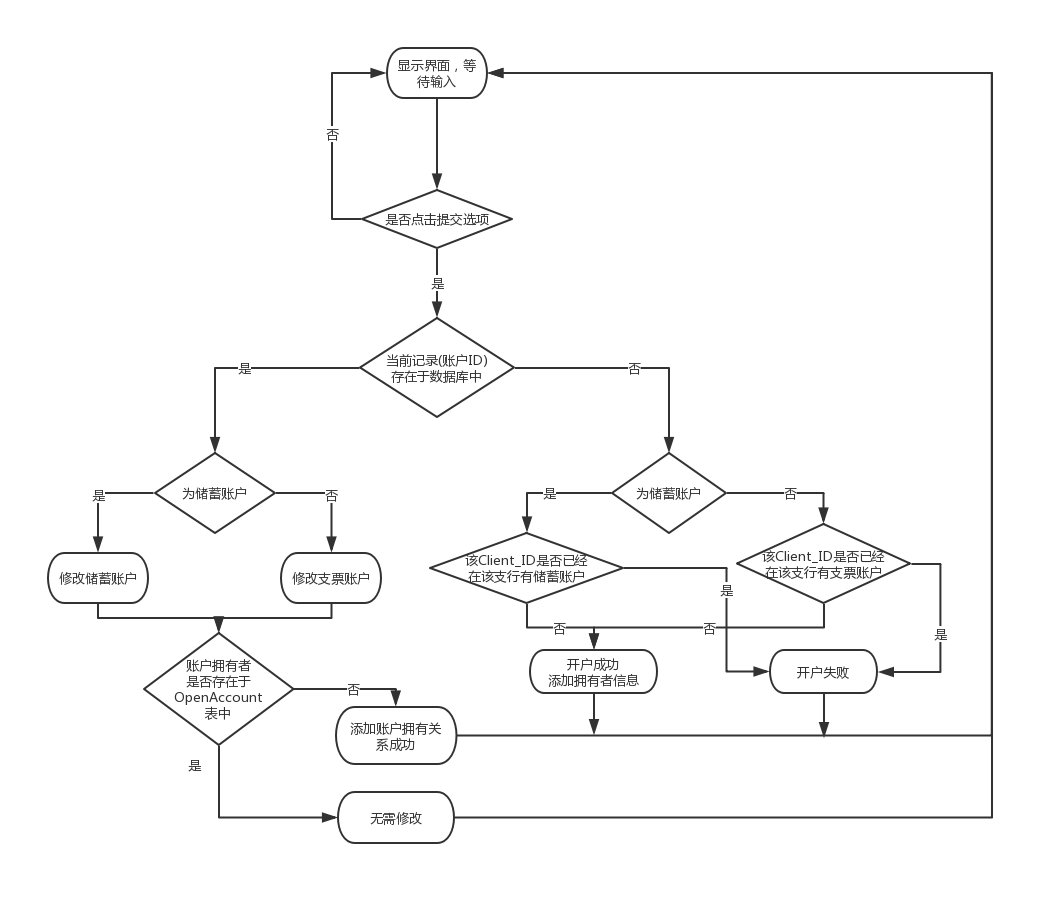 显示界面，等
待输入
否
是否点击提交选项
是
当前记录(账户ID)
存在于数据库中
是
否
为储蓄账户
为储蓄账户
是
否
是
否
修改储蓄账户
修改支票账户
该Client_ID是否已经
在该支行有储蓄账户
该Client_ID是否已经
在该支行有支票账户
是
否
否
是
账户拥有者
是否存在于
OpenAccount
表中
开户成功
添加拥有者信息
开户失败
否
添加账户拥有关
系成功
是
无需修改